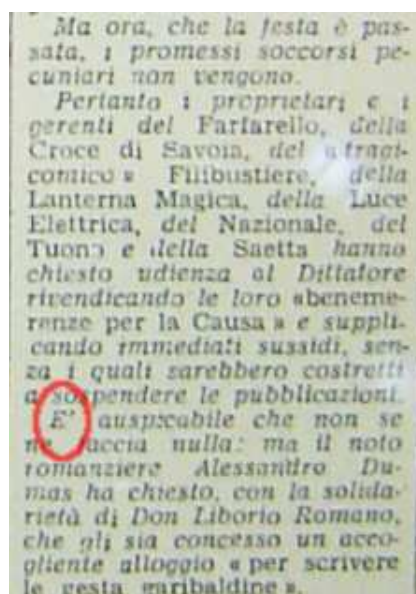 Ma ora, che la festa è pas-
sata, i promessi soccorsi pe-
cuniari non vengono.
Pertanto i proprietari e i
gerenti del Farfarello, della
Croce di Savoia, del «tragi-
comico» Filibustiere, della
Lanterna Magica, della Luce
Elettrica, del Nazionale, del
Tuono e della Saetta hanno
chiesto udienza al Dittatore
rivendicando le loro «beneme-
renze per la Causa» e suppli-
cando immediati sussidi, sen-
za i quali sarebbero costretti
a sospendere le pubblicazioni.
E' auspicabile che non se
ne faccia nulla: ma il noto
romanziere Alessandro Du-
mas ha chiesto, con la solida-
rietà di Don Liborio Romano,
che gli sia concesso un acco-
gliente alloggio «per scrivere
le gesta garibaldine».